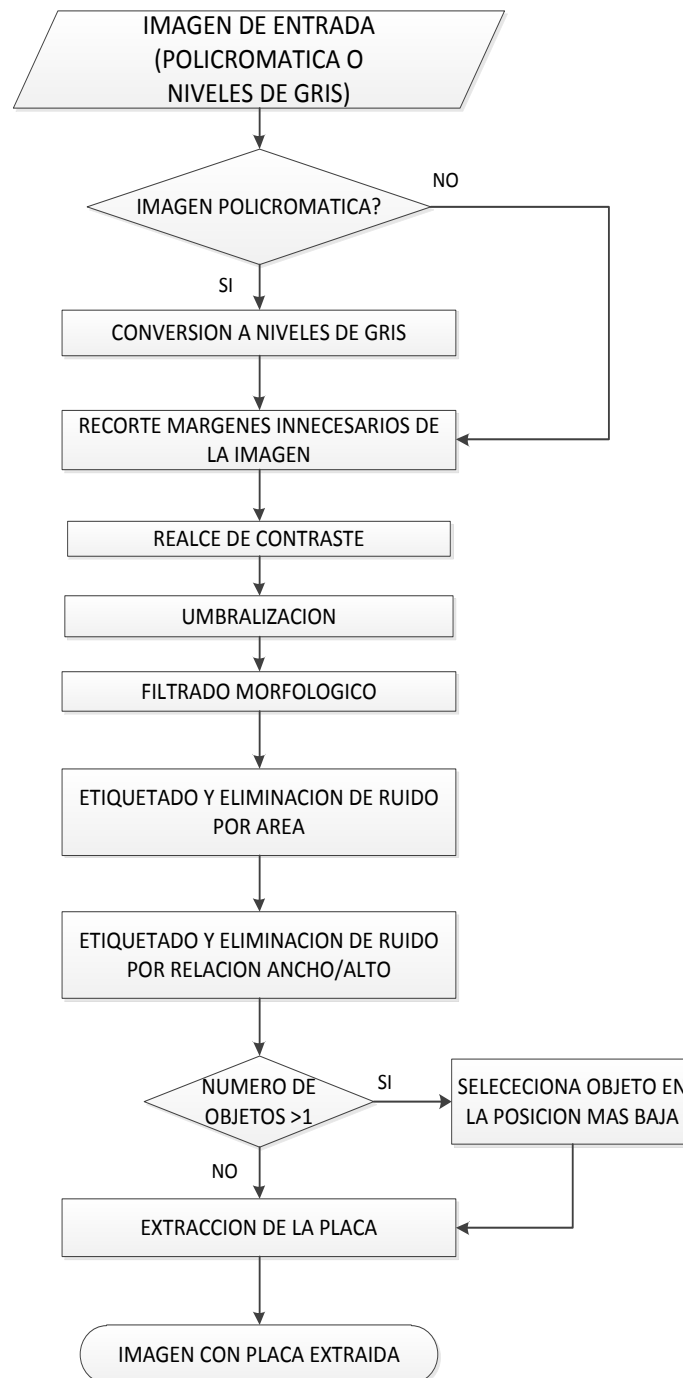 IMAGEN DE ENTRADA
(POLICROMATICA O
NIVELES DE GRIS)
IMAGEN POLICROMATICA?
NO
SI
CONVERSION A NIVELES DE GRIS
RECORTE MARGENES INNECESARIOS DE
LA IMAGEN
REALCE DE CONTRASTE
UMBRALIZACION
FILTRADO MORFOLOGICO
ETIQUETADO Y ELIMINACION DE RUIDO
POR AREA
ETIQUETADO Y ELIMINACION DE RUIDO
POR RELACION ANCHO/ALTO
NUMERO DE
OBJETOS >1
SI
SELECECIONA OBJETO EN
LA POSICION MAS BAJA
NO
EXTRACCION DE LA PLACA
IMAGEN CON PLACA EXTRAIDA